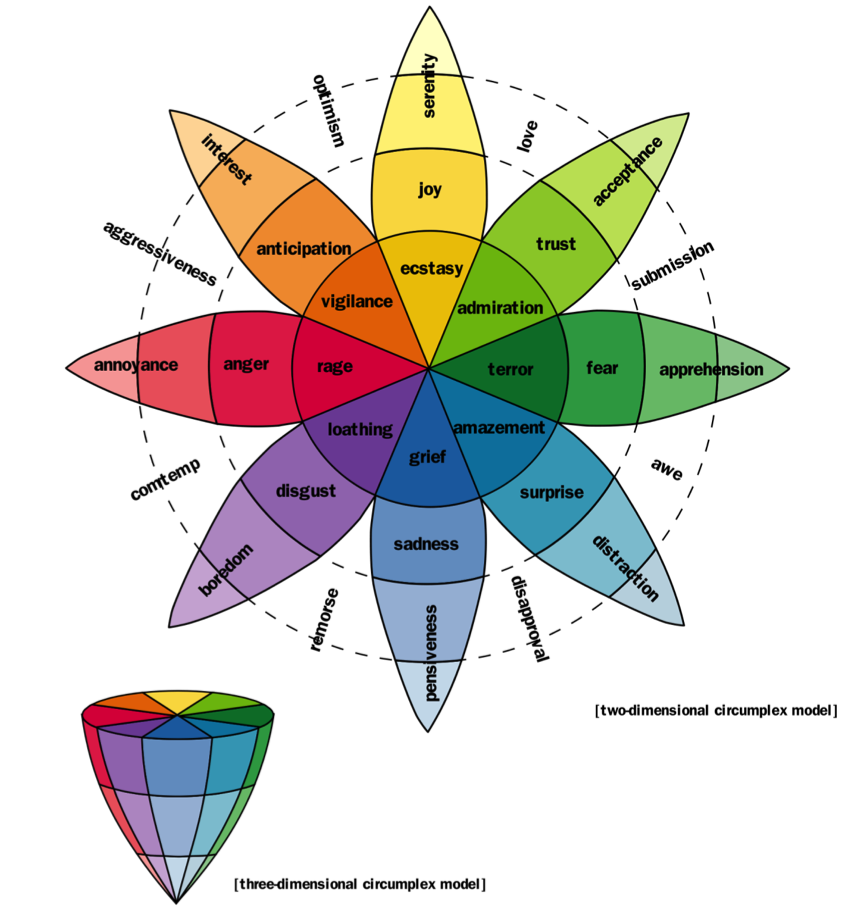 serenity
optimism
love
interest
acceptance
joy
aggressiveness
anticipation
trust
submission
ecstasy
vigilance
admiration
annoyance
anger
rage
terror
fear
apprehension
loathing
amazement
grief
comtemp
disgust
surprise
awe
sadness
boredom
distraction
remorse
pensiveness
disapproval
[two-dimensional circumplex model]
[three-dimensional circumplex model]